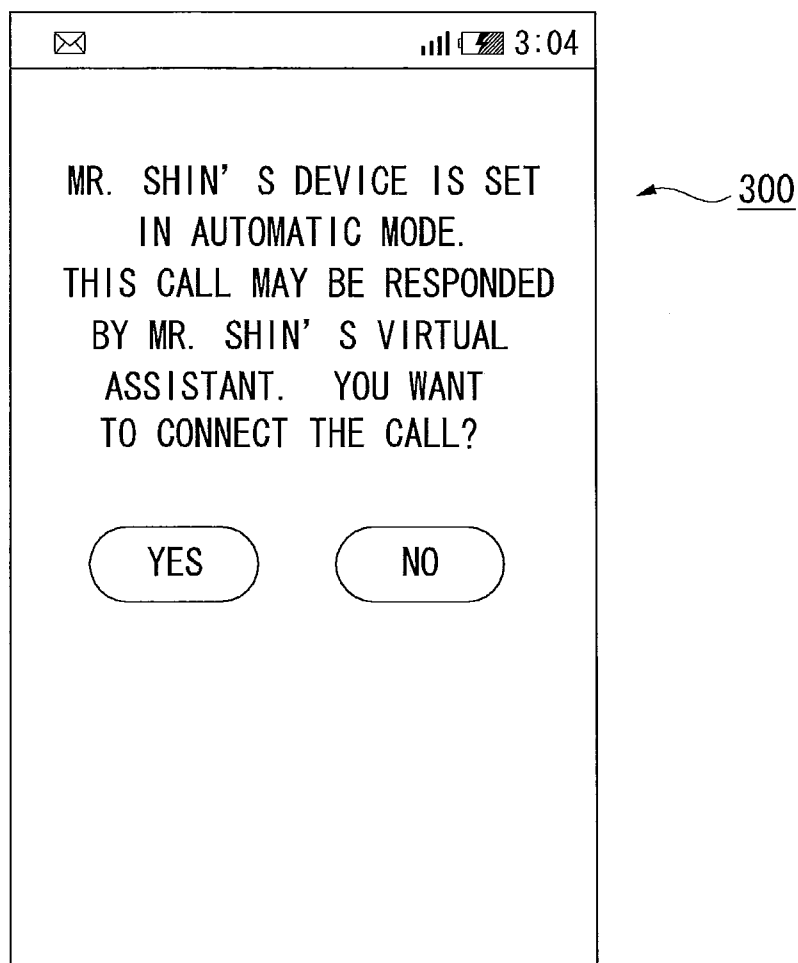 3:04
MR. SHIN'S DEVICE IS SET
IN AUTOMATIC MODE.
THIS CALL MAY BE RESPONDED
BY MR. SHIN'S VIRTUAL
ASSISTANT. YOU WANT
TO CONNECT THE CALL?
YES NO
300